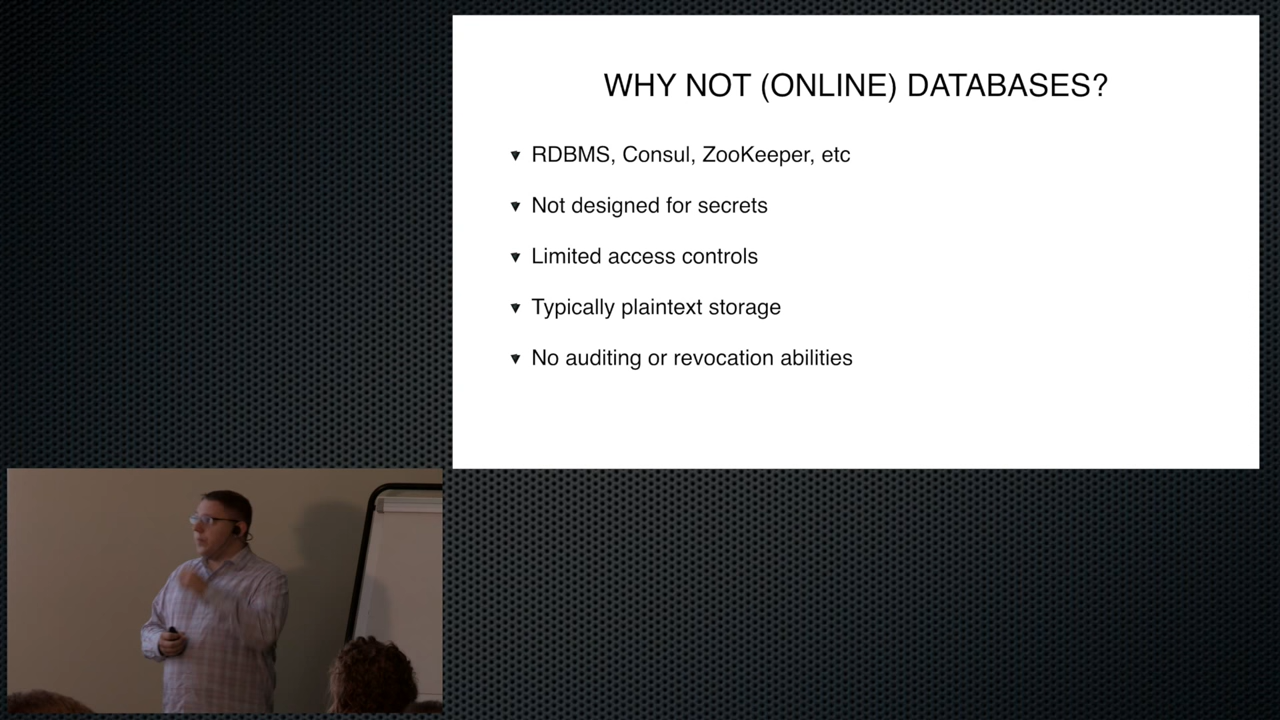 WHY NOT (ONLINE) DATABASES?
RDBMS, Consul, ZooKeeper, etc
Not designed for secrets
Limited access controls
Typically plaintext storage
No auditing or revocation abilities